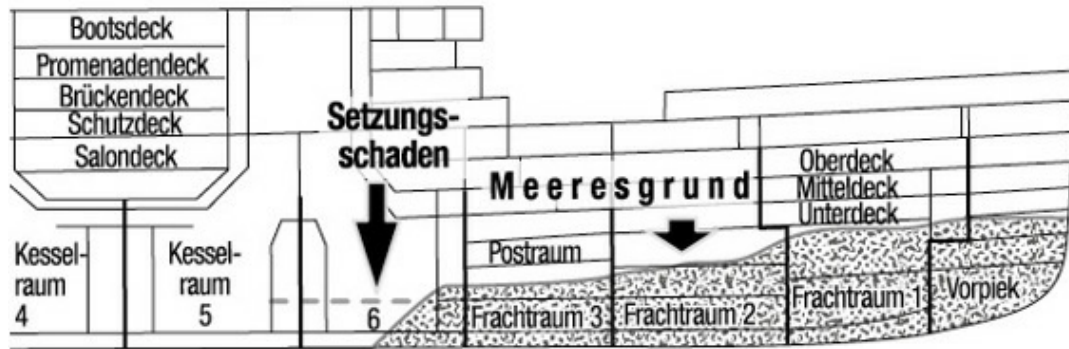 Bootsdeck
Promenadendeck
Brückendeck
Schutzdeck
Salondeck
Setzungs-
schaden
Meeresgrund
Oberdeck
Mitteldeck
Unterdeck
Kessel-
raum
4
Kessel-
raum
5
6
Postraum
Frachtraum 3
Frachtraum 2
Frachtraum 1
Vorpiek